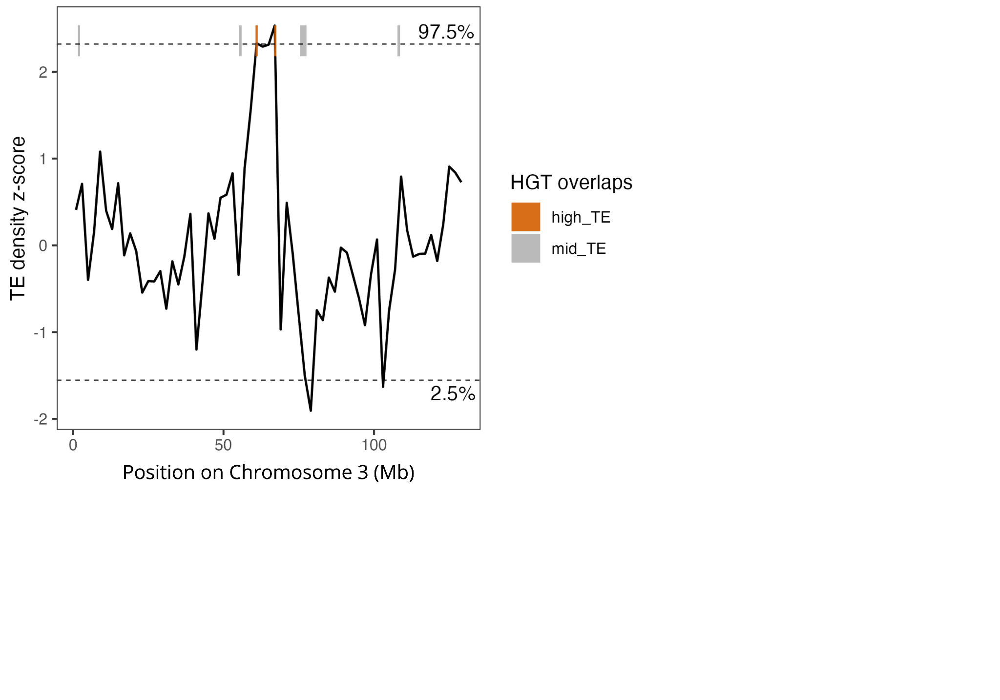 97.5%
2
1
0
-1
-2
TE density z-score
2.5%
0 50 100
Position on Chromosome 3 (Mb)
HGT overlaps
high_TE
mid_TE